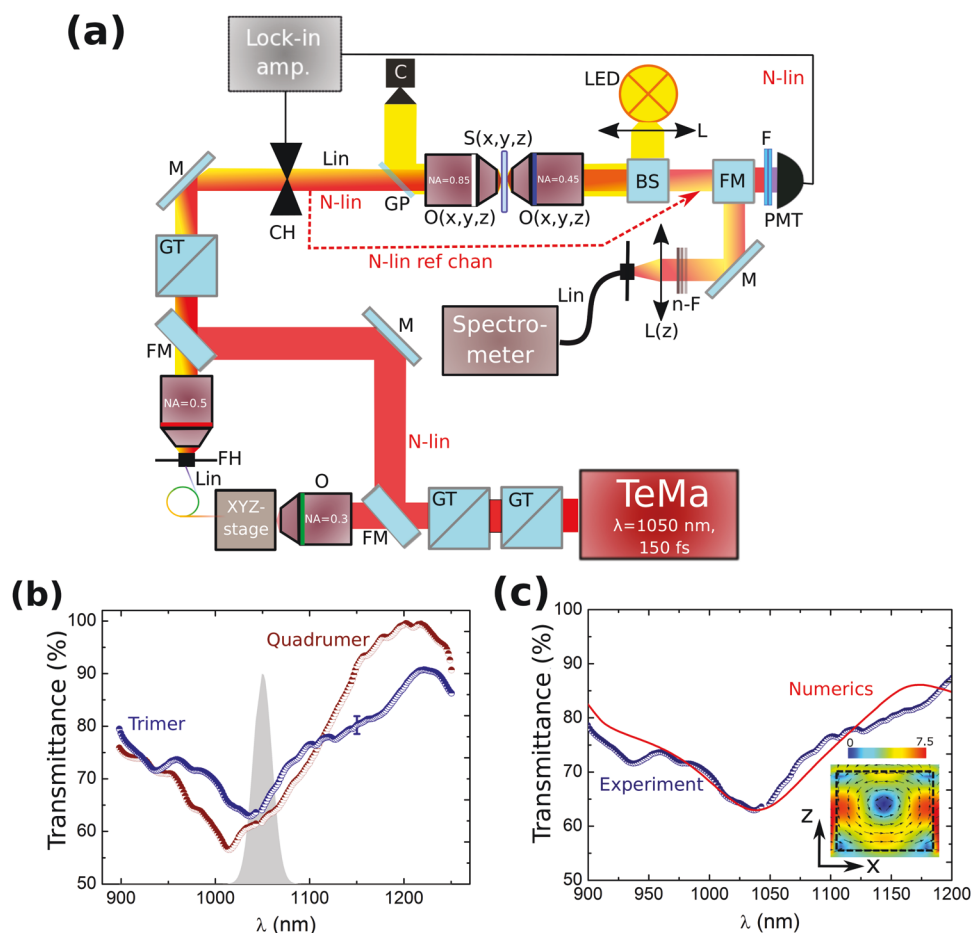 (a)
Lock-in
amp.
C
LED
N-lin
S(x,y,z)
L
F
M
Lin
N-lin
GP
NA=0.85
NA=0.45
BS
FM
O(x,y,z)
O(x,y,z)
PMT
CH
GT
N-lin ref chan
M
Lin
n-F
L(z)
Spectro-
meter
FM
M
NA=0.5
N-lin
FH
Lin
O
XYZ-
stage
NA=0.3
FM
GT
GT
TeMa
λ=1050 nm,
150 fs
(b)
Transmittance (%)
100
90
80
70
60
50
Quadrumer
Trimer
900
1000
1100
1200
λ (nm)
(c)
Transmittance (%)
100
90
80
70
60
50
Numerics
Experiment
0
7.5
Z
X
900
950
1000
1050
1100
1150
1200
λ (nm)